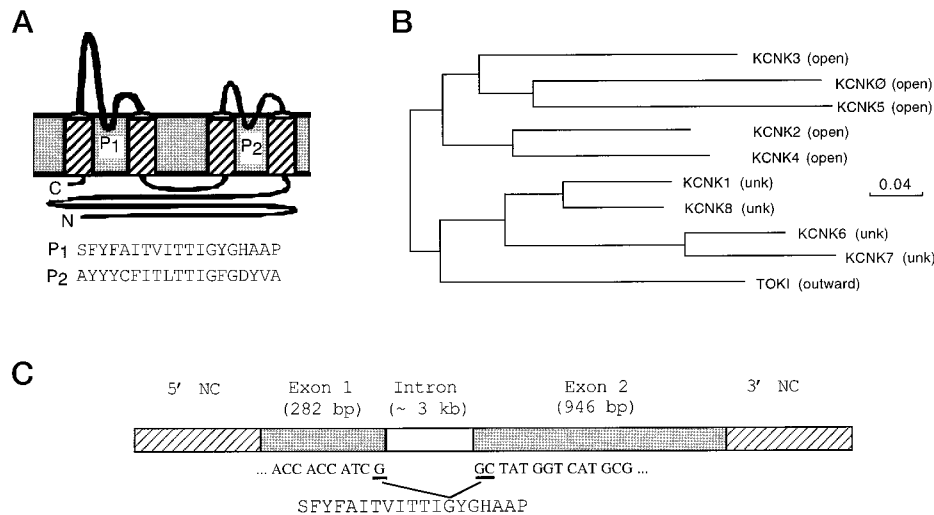 A
P1
P2
C
N
P1 SFYFAITVITTIGYGHAAP
P2 AYYYCFITLTTIGFGDYVA
B
KCNK3 (open)
KCNKØ (open)
KCNK5 (open)
KCNK2 (open)
KCNK4 (open)
KCNK1 (unk)
KCNK8 (unk)
KCNK6 (unk)
KCNK7 (unk)
TOKI (outward)
0.04
C
5' NC
Exon 1
(282 bp)
Intron
(~ 3 kb)
Exon 2
(946 bp)
3' NC
... ACC ACC ATC G
GC TAT GGT CAT GCG ...
SFYFAITVITTIGYGHAAP